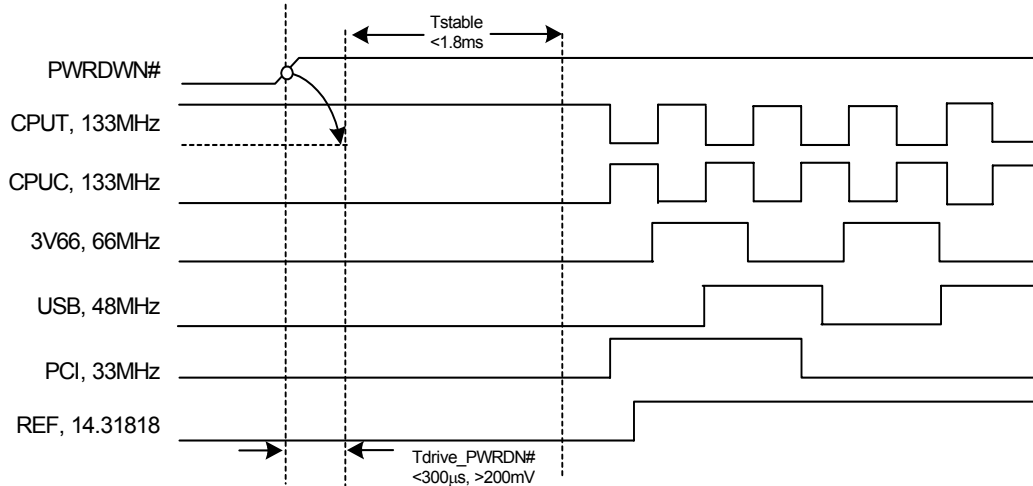 Tstable
<1.8ms
PWRDWN#
CPUT, 133MHz
CPUC, 133MHz
3V66, 66MHz
USB, 48MHz
PCI, 33MHz
REF, 14.31818
Tdrive_PWRDN#
<300µs, >200mV